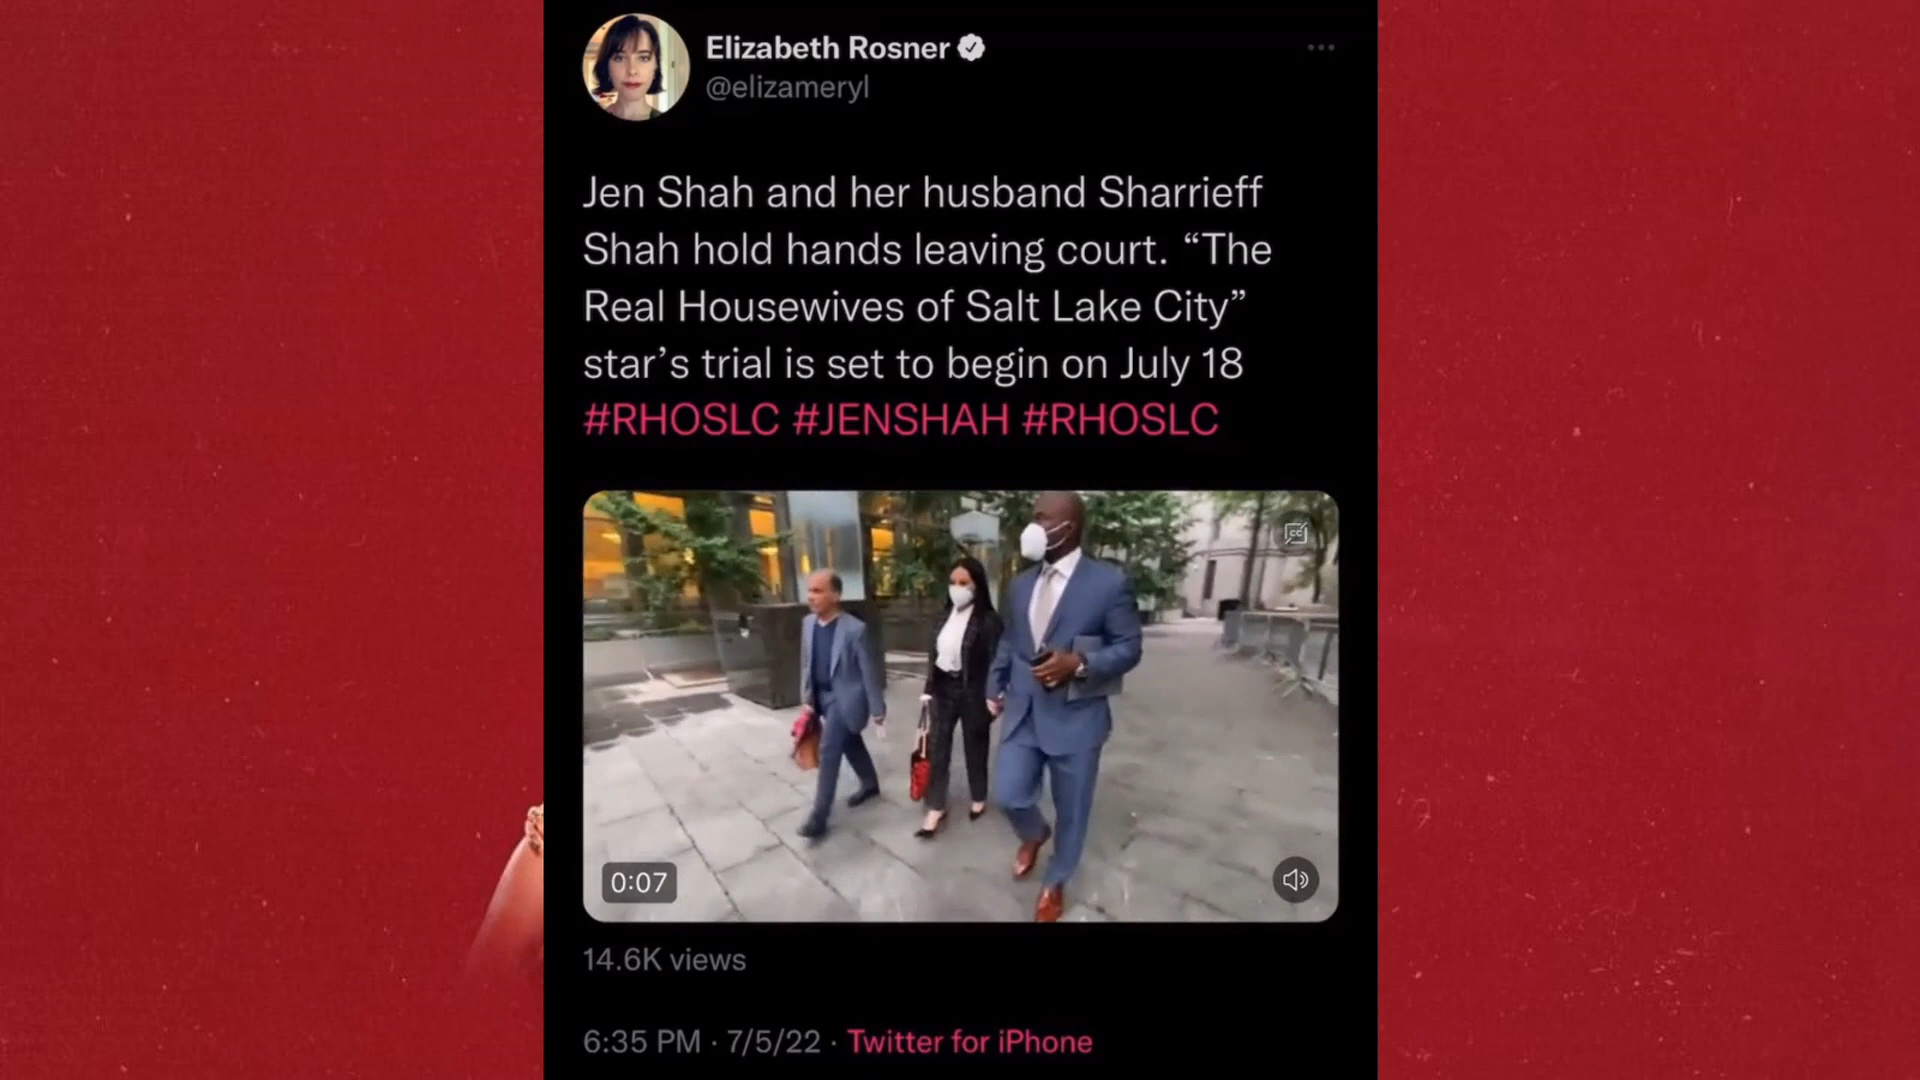 Elizabeth Rosner
@elizameryl
Jen Shah and her husband Sharrieff
Shah hold hands leaving court. “The
Real Housewives of Salt Lake City”
star’s trial is set to begin on July 18
#RHOSLC #JENSHAH #RHOSLC
CC
0:07
14.6K views
6:35 PM · 7/5/22 · Twitter for iPhone